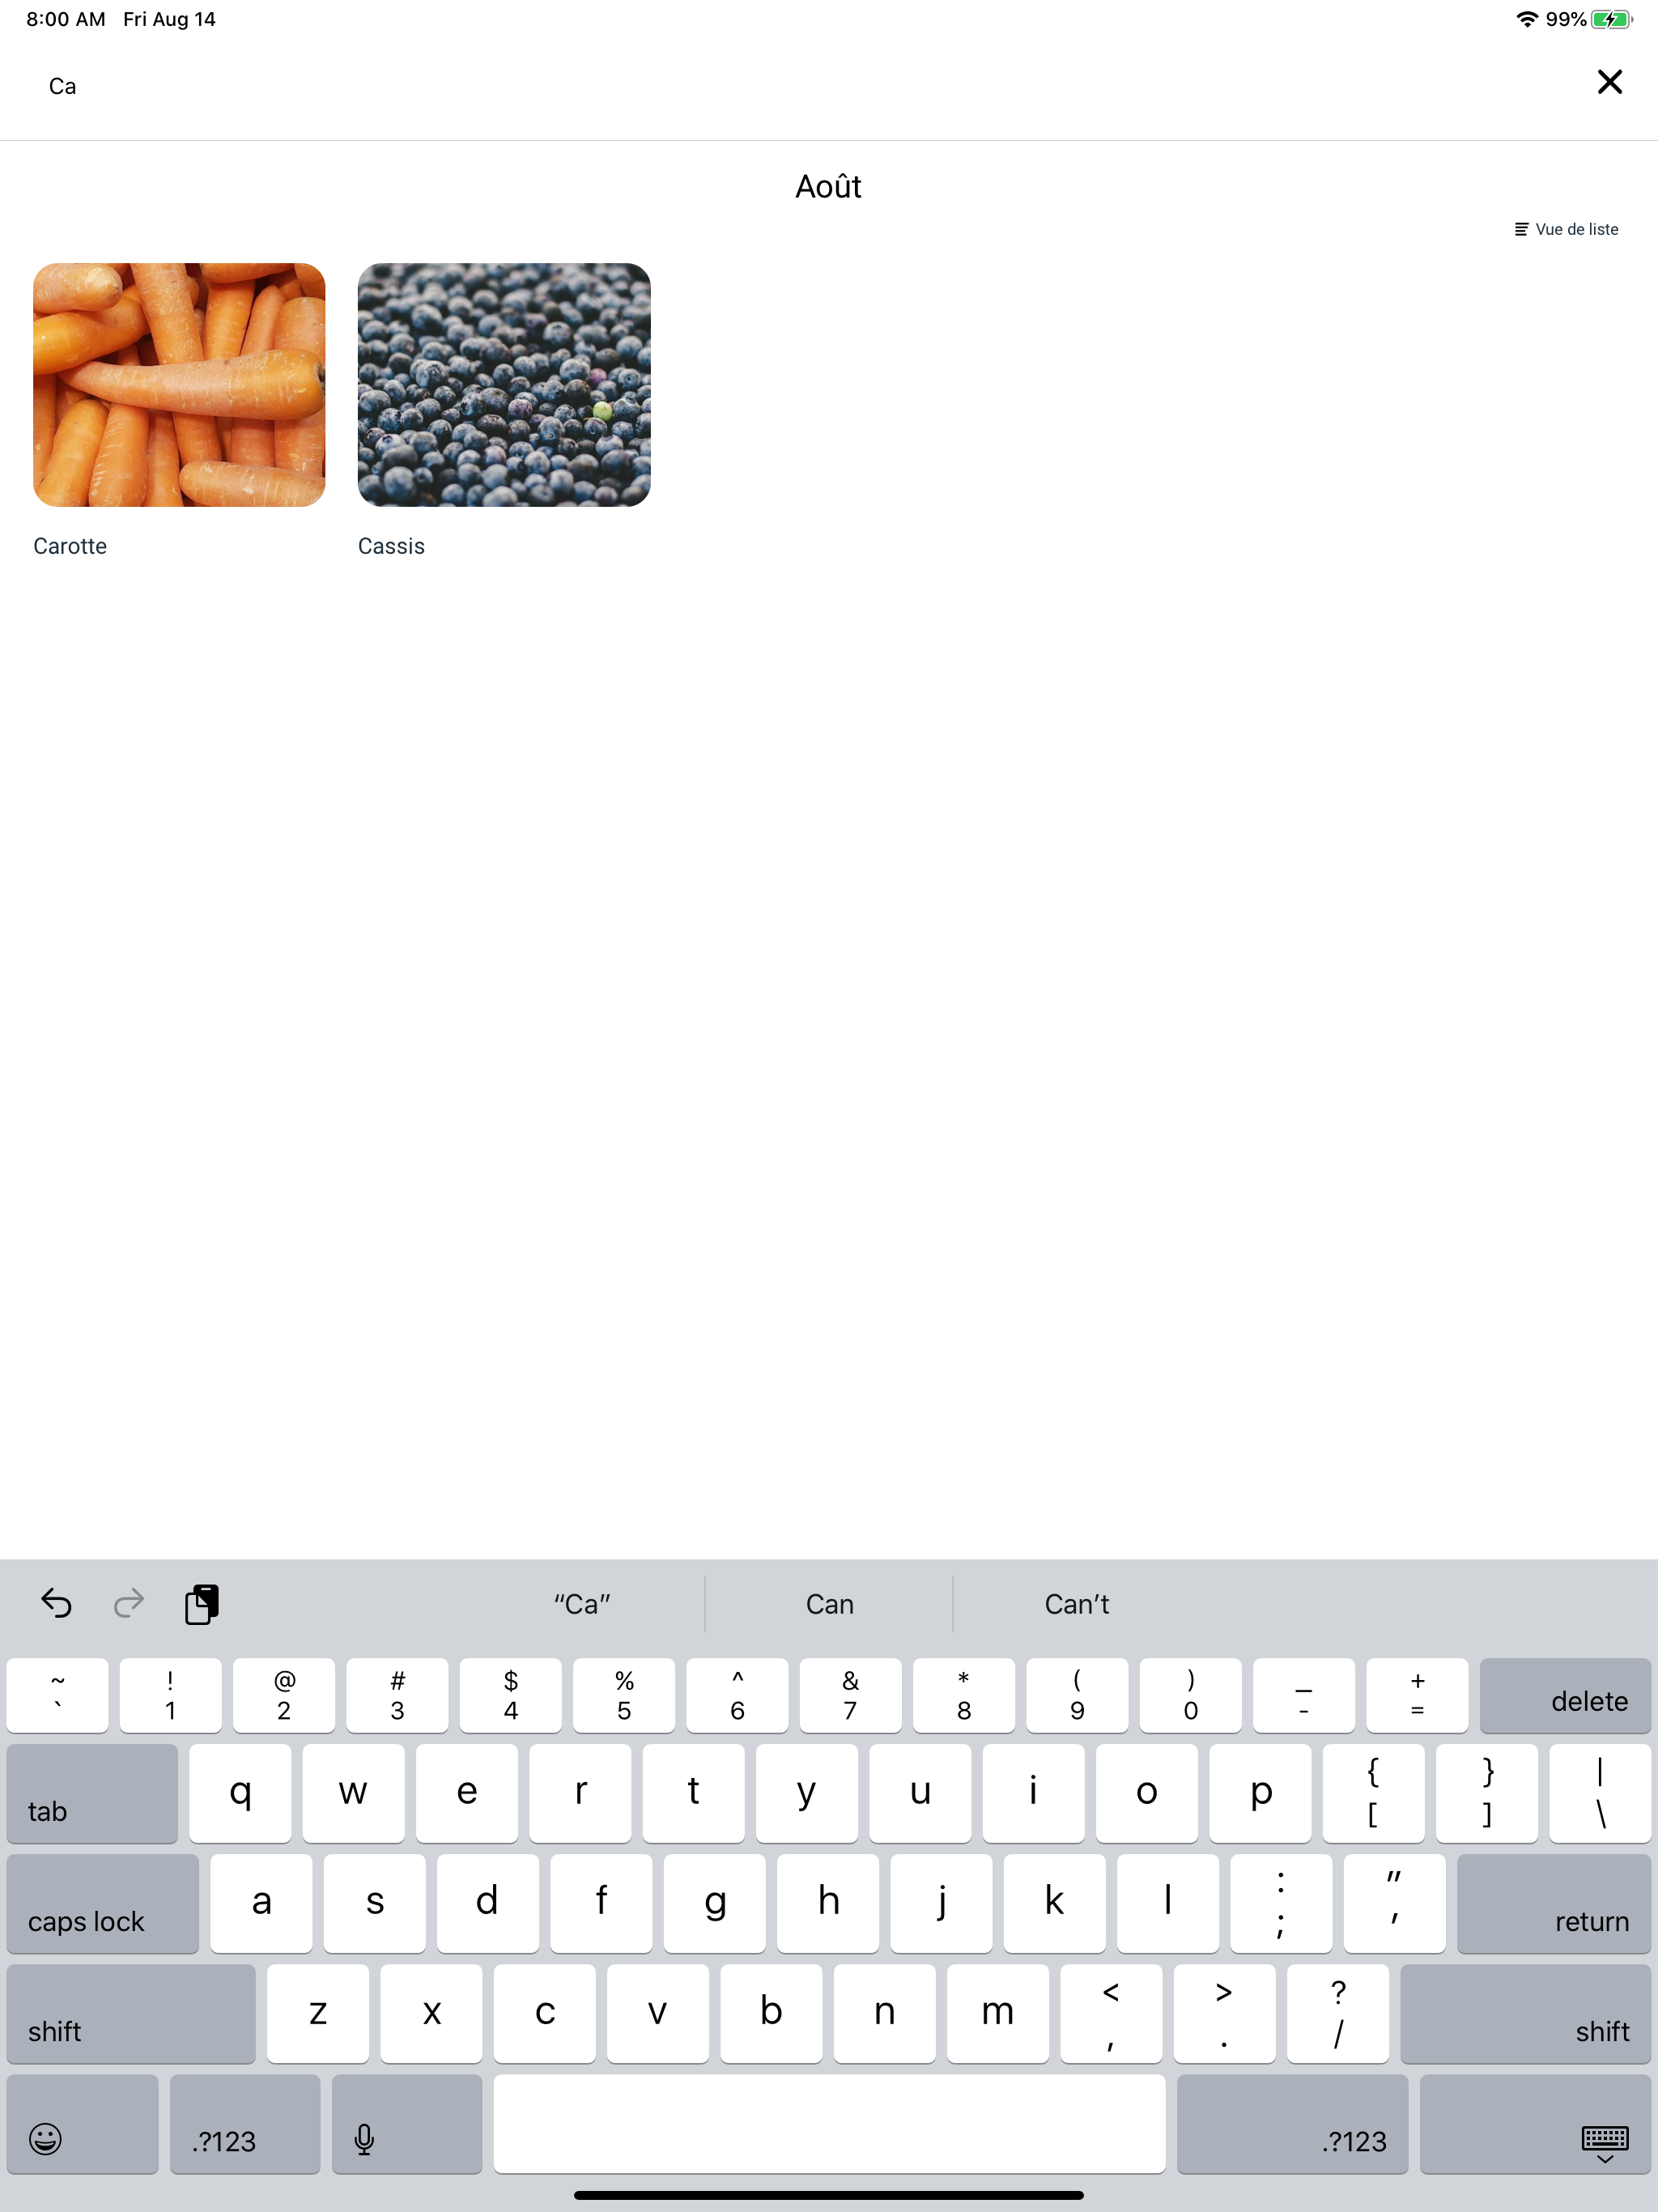 8:00 AM Fri Aug 14 99%
Ca
Août
Vue de liste
Carotte Cassis
“Ca” Can Can’t
~ ! @ # $ % ^ & * ( ) _ +
` 1 2 3 4 5 6 7 8 9 0 - = delete
tab q w e r t y u i o p { [ } ] | \
caps lock a s d f g h j k l : ; " ' return
shift z x c v b n m < , > . ? / shift
.?123 .?123